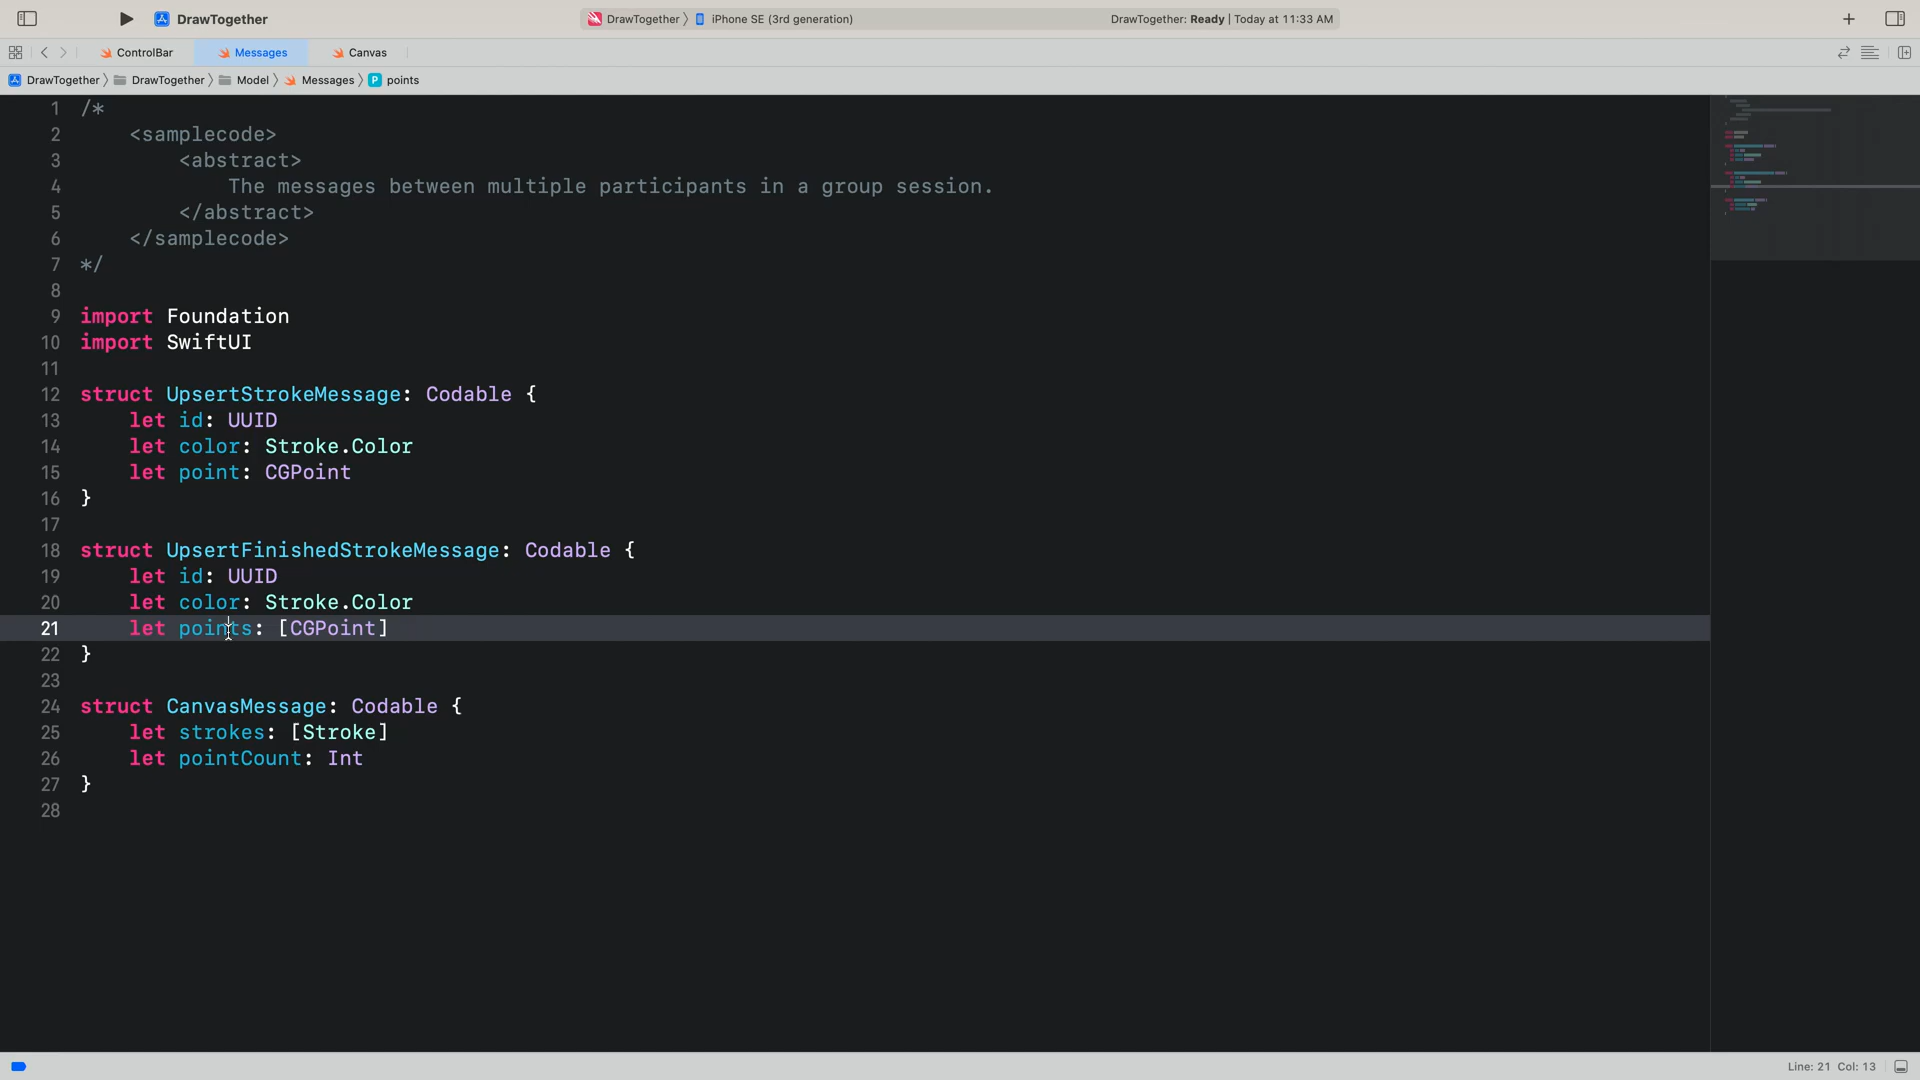 DrawTogether
DrawTogether
iPhone SE (3rd generation)
DrawTogether: Ready | Today at 11:33 AM
ControlBar
Messages
Canvas
DrawTogether
DrawTogether
Model
Messages
P points
1 /*
2     <samplecode>
3         <abstract>
4             The messages between multiple participants in a group session.
5         </abstract>
6     </samplecode>
7 */
8
9 import Foundation
10 import SwiftUI
11
12 struct UpsertStrokeMessage: Codable {
13     let id: UUID
14     let color: Stroke.Color
15     let point: CGPoint
16 }
17
18 struct UpsertFinishedStrokeMessage: Codable {
19     let id: UUID
20     let color: Stroke.Color
21     let points: [CGPoint]
22 }
23
24 struct CanvasMessage: Codable {
25     let strokes: [Stroke]
26     let pointCount: Int
27 }
28
Line: 21 Col: 13